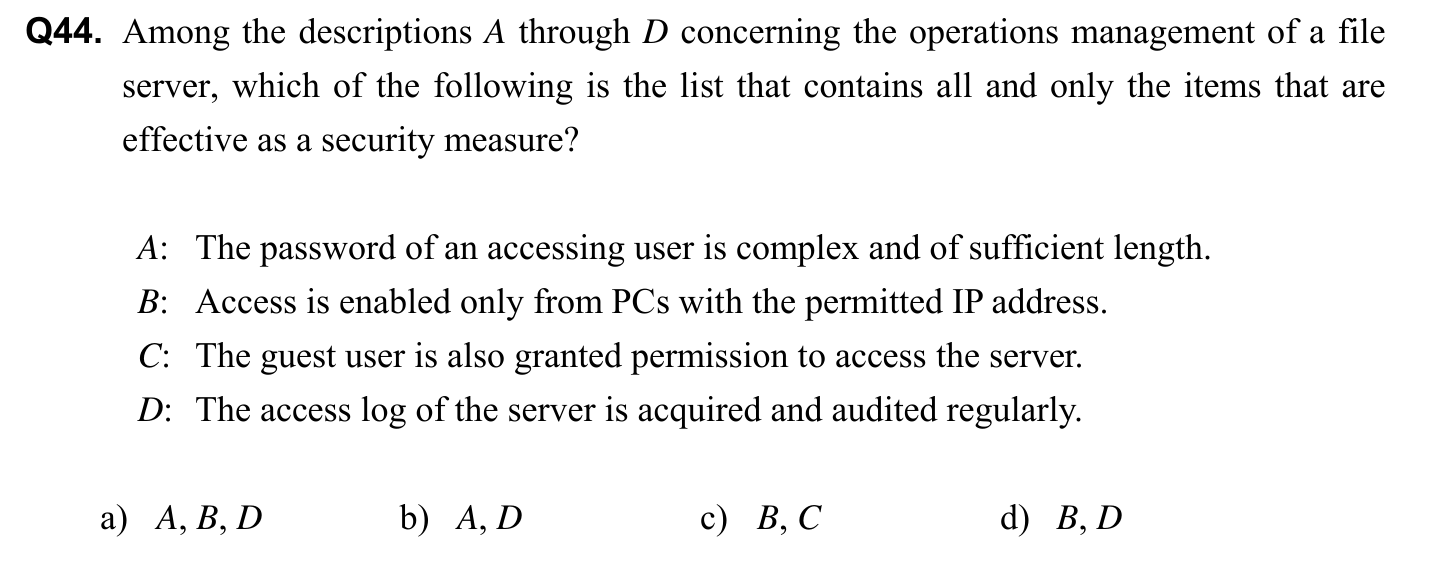 Q44. Among the descriptions A through D concerning the operations management of a file
server, which of the following is the list that contains all and only the items that are
effective as a security measure?
A: The password of an accessing user is complex and of sufficient length.
B: Access is enabled only from PCs with the permitted IP address.
C: The guest user is also granted permission to access the server.
D: The access log of the server is acquired and audited regularly.
a) A, B, D b) A, D c) B, C d) B, D